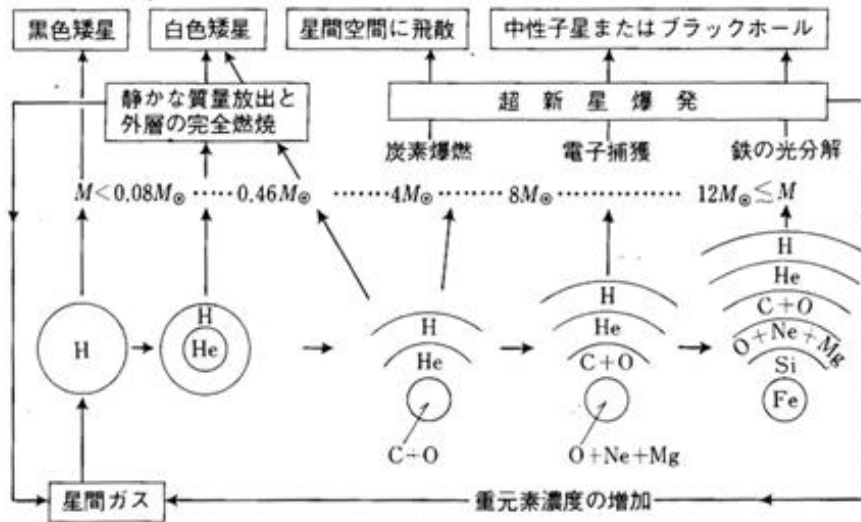 黒色矮星 白色矮星 星間空間に飛散 中性子星またはブラックホール
静かな質量放出と
外層の完全燃焼
超新星爆発
炭素爆燃 電子捕獲 鉄の光分解
M<0.08M⊙ ····· 0.46M⊙ ······ 4M⊙ ······ 8M⊙ ············ 12M⊙≲M
H
H
He
H
He
C+O
H
He
C+O
O+Ne+Mg
H
He
C+O
O+Ne+Mg
Si
Fe
星間ガス
重元素濃度の増加